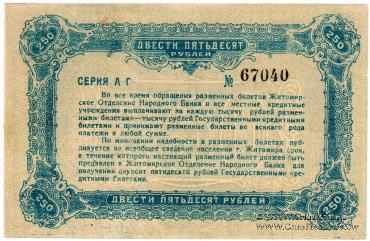 250 ДВЕСТИ ПЯТЬДЕСЯТ 250
РУБЛЕЙ
СЕРИЯ А Г № 67040
Во все время обращения разменных билетов Житомир-
ское Отделение Народного Банка и все местные кредитные
учреждения выплачивают за каждую тысячу рублей размен-
ными билетами—тысячу рублей Государственными кредитными
билетами и принимают разменные билеты во всякого рода
платежи в любой сумме.
По миновании надобности в разменных билетах публи-
куется во всеобщее сведение населения г. Житомира срок,
в течение которого настоящий разменный билет должен быть
предъявлен в Житомирское Отделение Народного Банка для
получения двухсот пятидесяти рублей Государственными кре-
дитными билетами.
250 ДВЕСТИ ПЯТЬДЕСЯТ РУБЛЕЙ 250